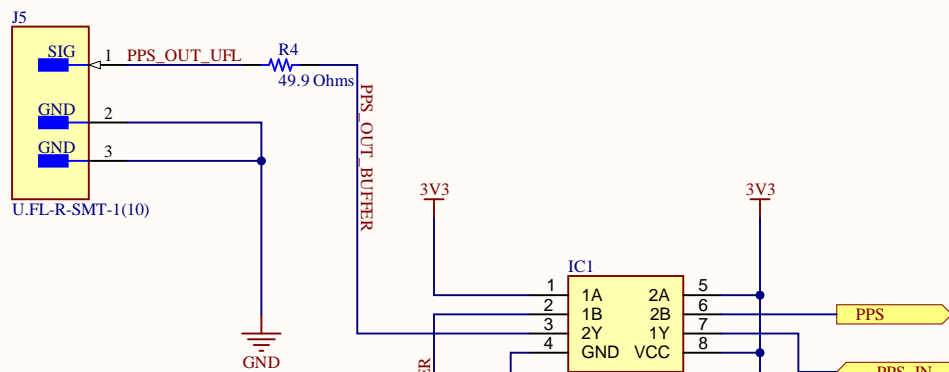 J5
SIG
1
PPS_OUT_UFL
R4
49.9 Ohms
GND
2
GND
3
U.FL-R-SMT-1(10)
PPS_OUT_BUFFER
GND
3V3
3V3
IC1
1 1A 2A 5
2 1B 2B 6
3 2Y 1Y 7
4 GND VCC 8
PPS